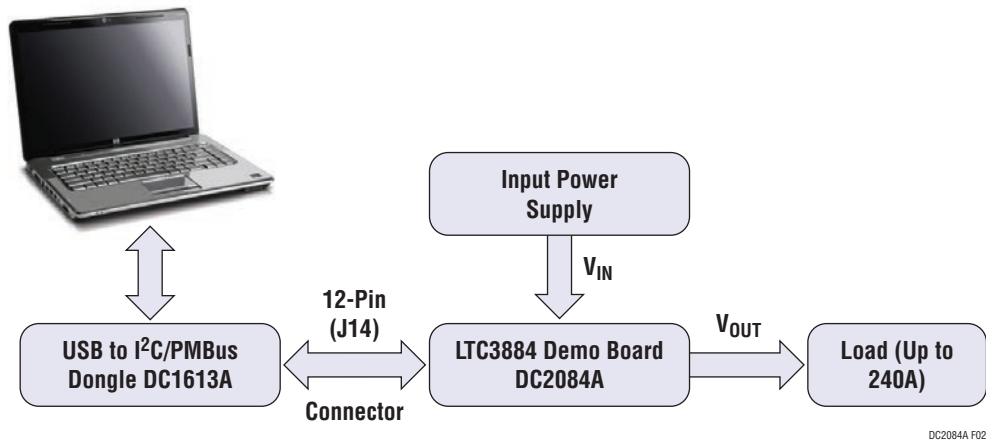 Input Power
Supply
V_IN
12-Pin
(J14)
V_OUT
USB to I²C/PMBus
Dongle DC1613A
LTC3884 Demo Board
DC2084A
Load (Up to
240A)
Connector
DC2084A F02